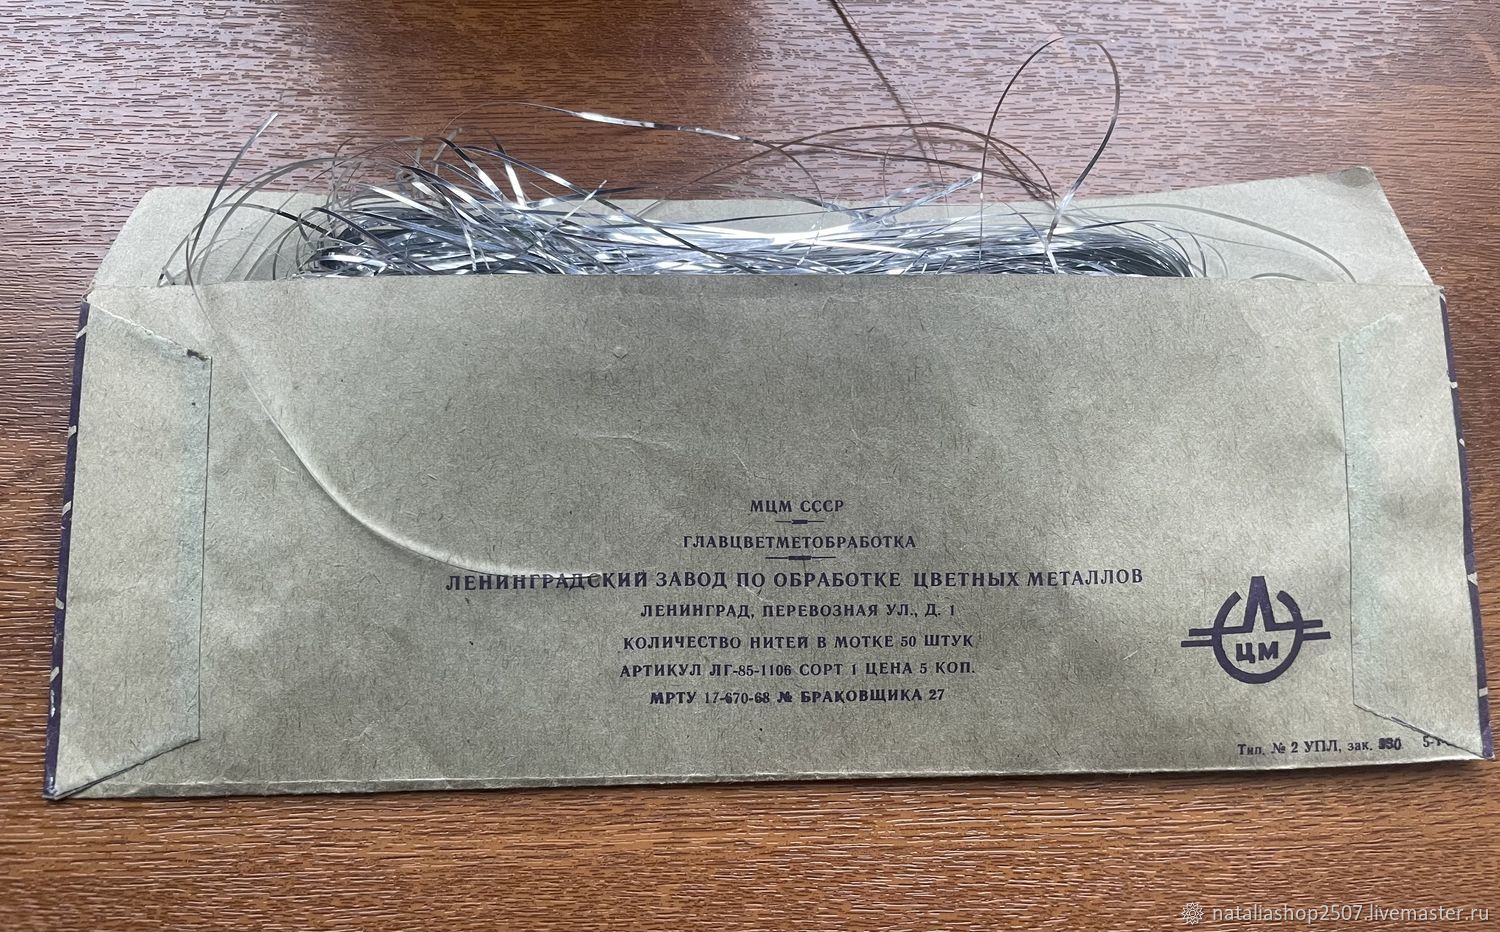 МЦМ СССР
ГЛАВЦВЕТМЕТОБРАБОТКА
ЛЕНИНГРАДСКИЙ ЗАВОД ПО ОБРАБОТКЕ ЦВЕТНЫХ МЕТАЛЛОВ
ЛЕНИНГРАД, ПЕРЕВОЗНАЯ УЛ., Д. 1
КОЛИЧЕСТВО НИТЕЙ В МОТКЕ 50 ШТУК
АРТИКУЛ ЛГ-85-1106 СОРТ 1 ЦЕНА 5 КОП.
МРТУ 17-670-68 № БРАКОВЩИКА 27
ЛЦМ
Тип. № 2 УПЛ, зак.
nataliashop2507.livemaster.ru